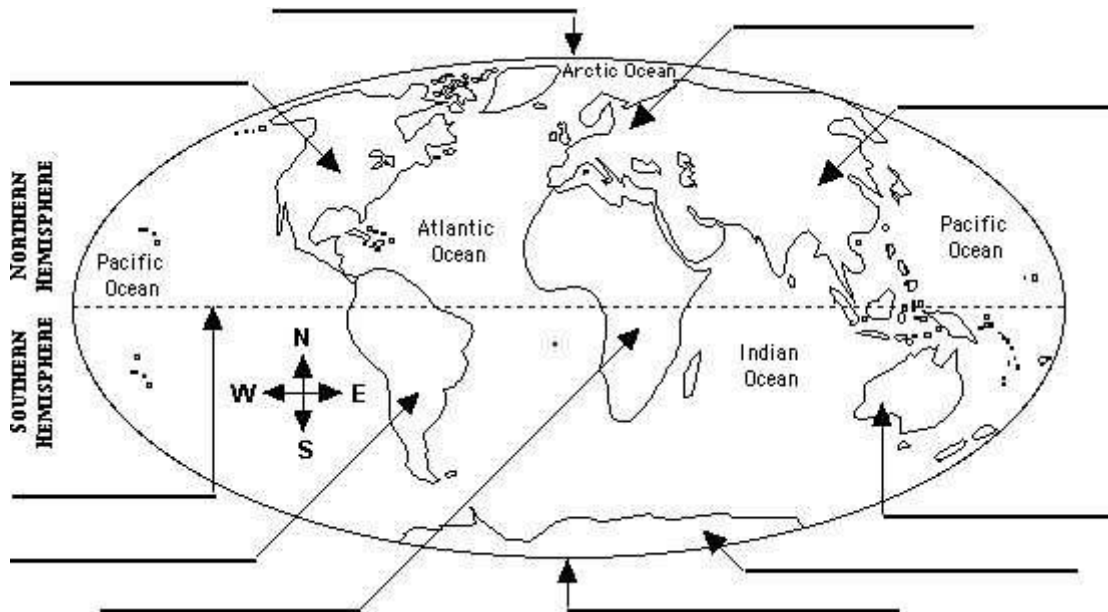 Arctic Ocean
NORTHERN
HEMISPHERE
Atlantic
Ocean
Pacific
Ocean
Pacific
Ocean
SOUTHERN
HEMISPHERE
N
W E
S
Indian
Ocean